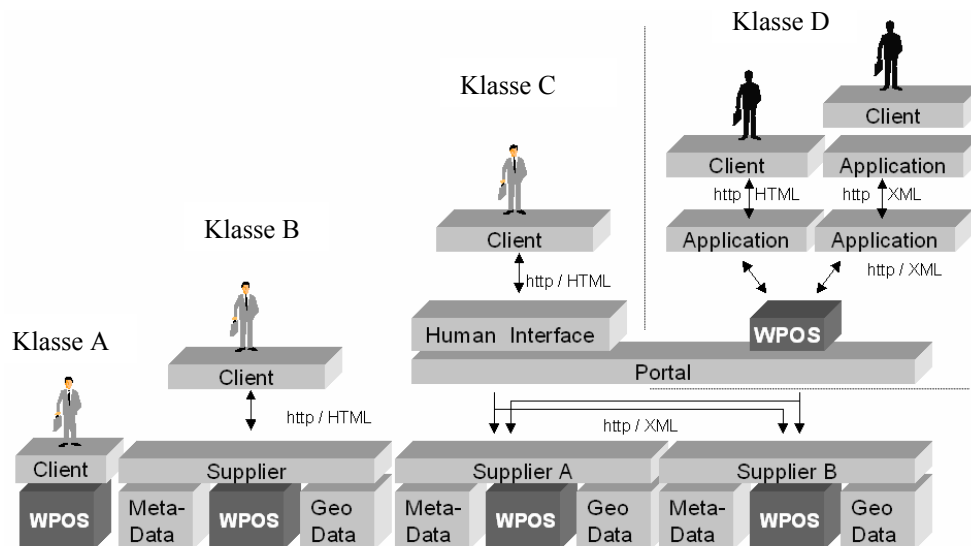 Klasse D
Klasse C
Klasse B
Klasse A
Client
Client
Application
http HTML
http XML
Application
Application
http / XML
Client
http / HTML
Human Interface
WPOS
Portal
Client
http / HTML
http / XML
Client
Supplier
Supplier A
Supplier B
WPOS
Meta-
Data
WPOS
Geo
Data
Meta-
Data
WPOS
Geo
Data
Meta-
Data
WPOS
Geo
Data